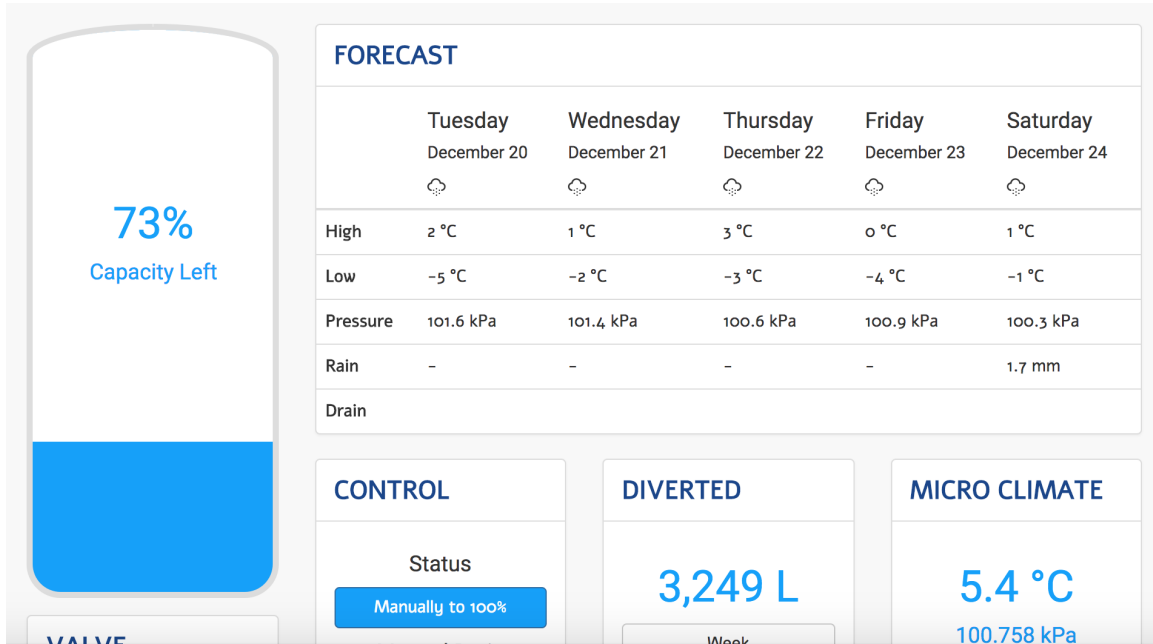 73%
Capacity Left
FORECAST
Tuesday Wednesday Thursday Friday Saturday
December 20 December 21 December 22 December 23 December 24
High 2 °C 1 °C 3 °C 0 °C 1 °C
Low -5 °C -2 °C -3 °C -4 °C -1 °C
Pressure 101.6 kPa 101.4 kPa 100.6 kPa 100.9 kPa 100.3 kPa
Rain - - - - 1.7 mm
Drain
CONTROL
Status
Manually to 100%
DIVERTED
3,249 L
Week
MICRO CLIMATE
5.4 °C
100.758 kPa
VALVE